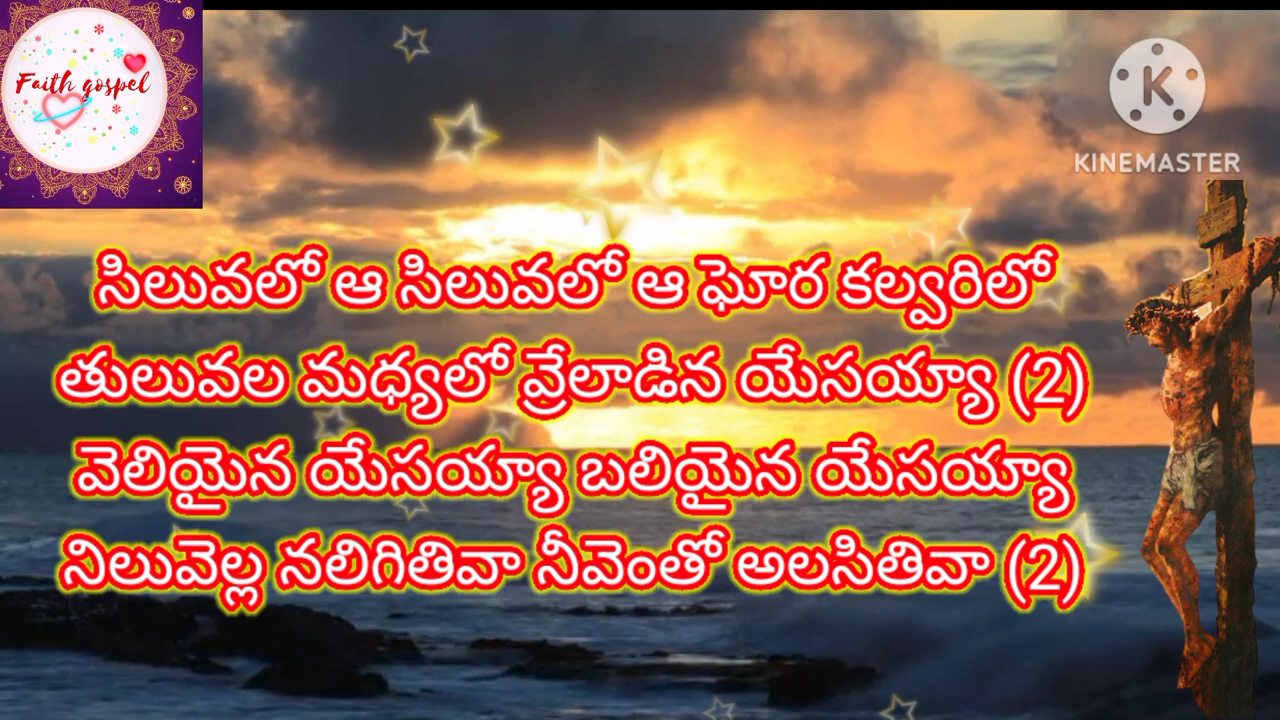 Faith gospel
KINEMASTER
సిలువలో ఆ సిలువలో ఆ ఘోర కల్వరిలో
తులువల మధ్యలో వ్రేలాడిన యేసయ్యా (2)
వెలియైన యేసయ్యా బలియైన యేసయ్యా
నిలువెల్ల నలిగితివా నీవెంతో అలసితివా (2)